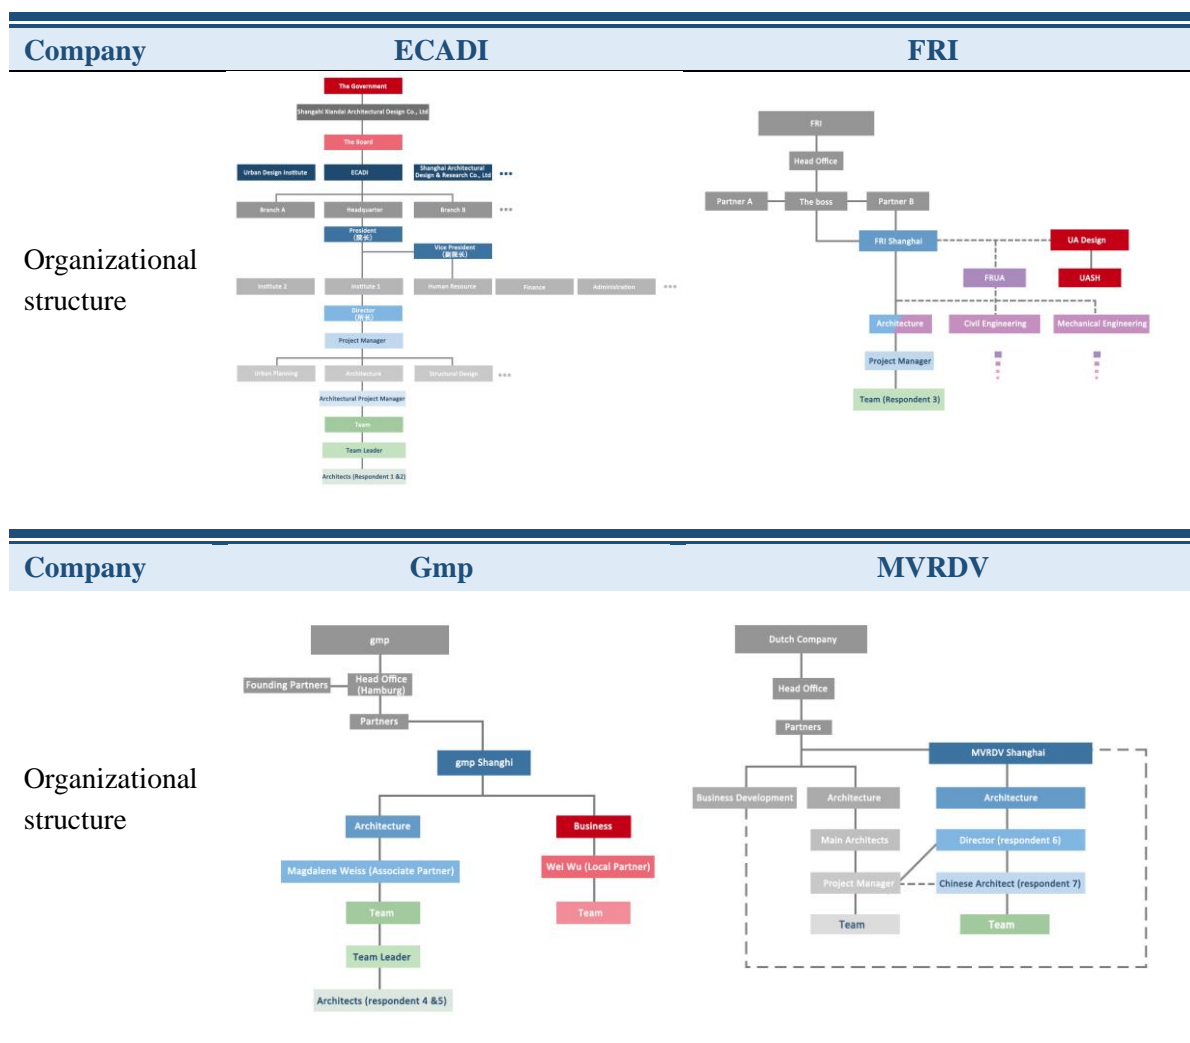 Company ECADI FRI
Organizational
structure
The Government
Shangahi Xiandai Architectural Design Co., Ltd
The Board
Urban Design Institute ECADI Shanghai Architectural
Design & Research Co., Ltd
Branch A Headquarter Branch B
President
(院长)
Vice President
(副院长)
Institute 2 Institute 1 Human Resource Finance Administration
Director
(所长)
Project Manager
Urban Planning Architecture Structural Design
Architectural Project Manager
Team
Team Leader
Architects (Respondent 1 &2)
FRI
Head Office
Partner A The boss Partner B
FRI Shanghai UA Design
FRUA UASH
Architecture Civil Engineering Mechanical Engineering
Project Manager
Team (Respondent 3)
Company Gmp MVRDV
Organizational
structure
gmp
Founding Partners Head Office
(Hamburg)
Partners
gmp Shanghi
Architecture Business
Magdalene Weiss (Associate Partner) Wei Wu (Local Partner)
Team Team
Team Leader
Architects (respondent 4 &5)
Dutch Company
Head Office
Partners
MVRDV Shanghai
Business Development Architecture Architecture
Main Architects Director (respondent 6)
Project Manager Chinese Architect (respondent 7)
Team Team